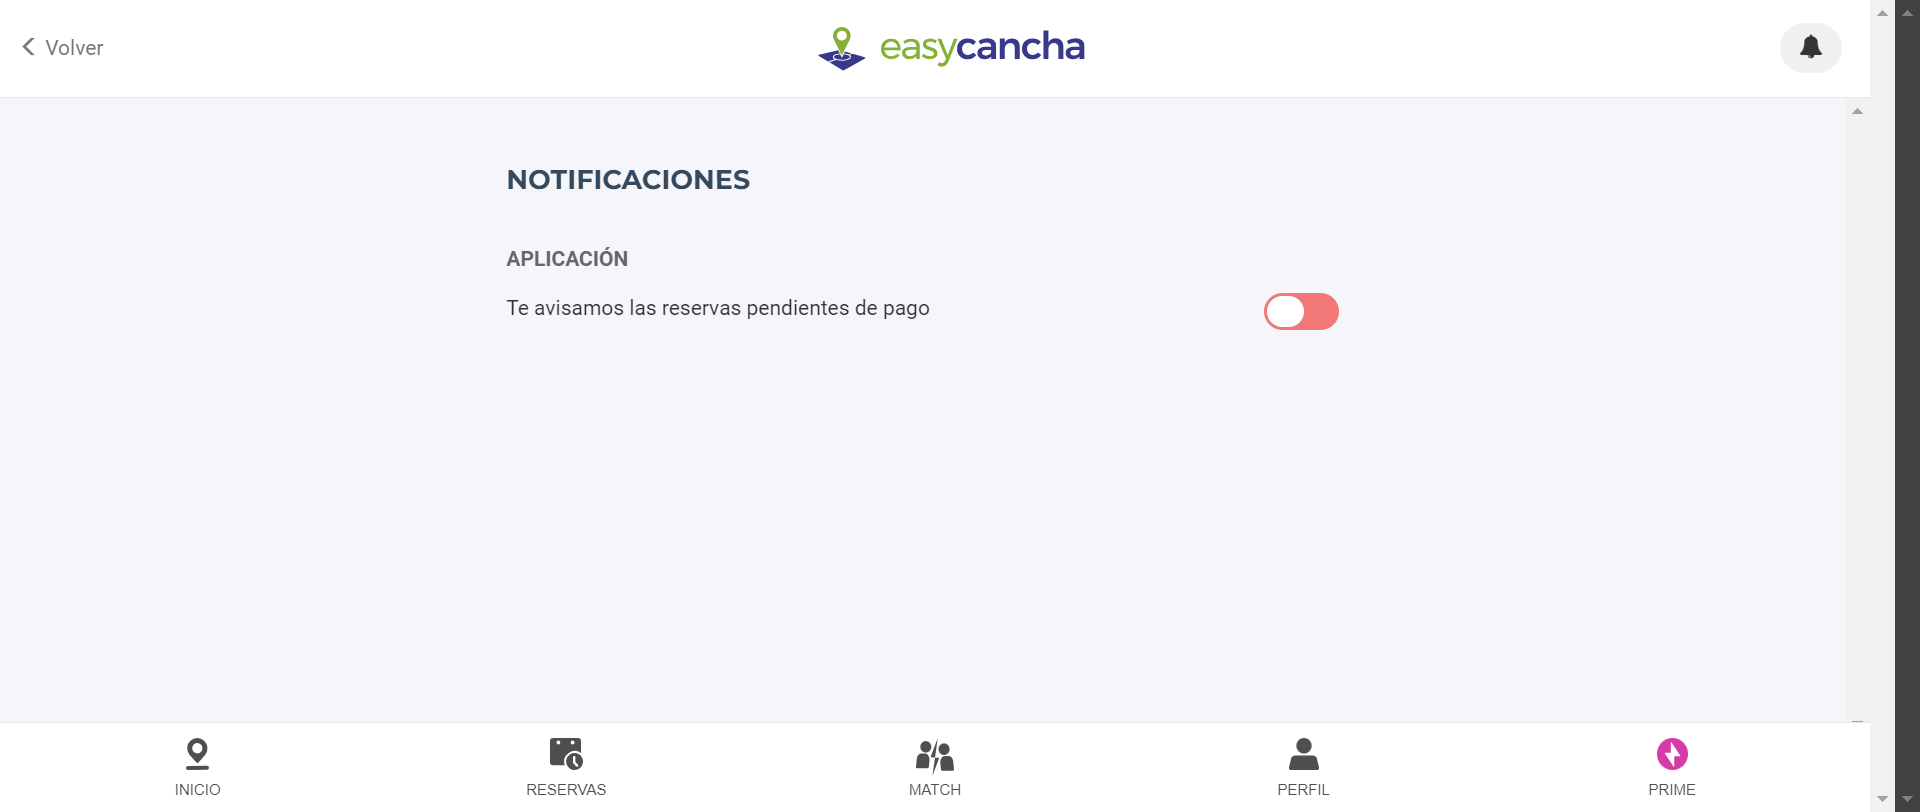 Volver
easycancha
NOTIFICACIONES
APLICACIÓN
Te avisamos las reservas pendientes de pago
INICIO
RESERVAS
MATCH
PERFIL
PRIME